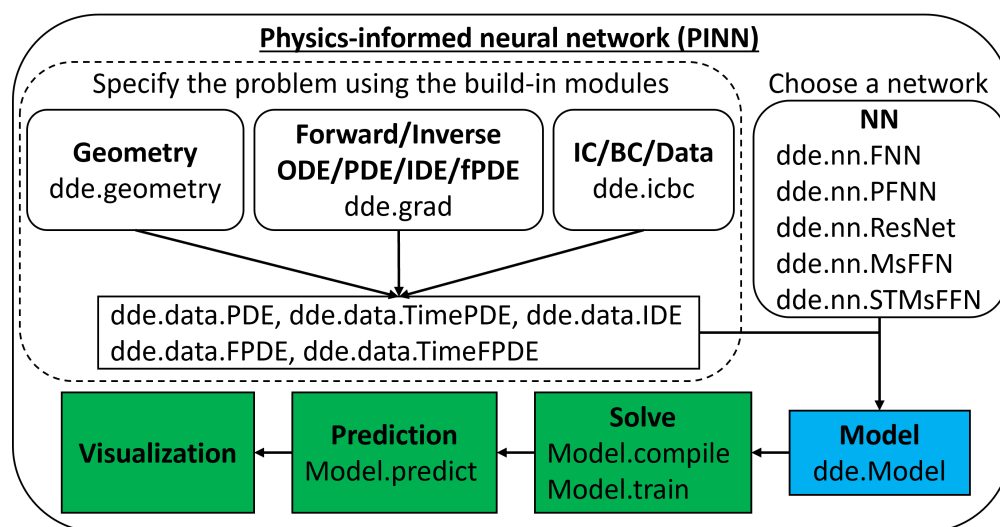 Physics-informed neural network (PINN)
Specify the problem using the build-in modules
Geometry
dde.geometry
Forward/Inverse
ODE/PDE/IDE/fPDE
dde.grad
IC/BC/Data
dde.icbc
dde.data.PDE, dde.data.TimePDE, dde.data.IDE
dde.data.FPDE, dde.data.TimeFPDE
Choose a network
NN
dde.nn.FNN
dde.nn.PFNN
dde.nn.ResNet
dde.nn.MsFFN
dde.nn.STMsFFN
Model
dde.Model
Solve
Model.compile
Model.train
Prediction
Model.predict
Visualization